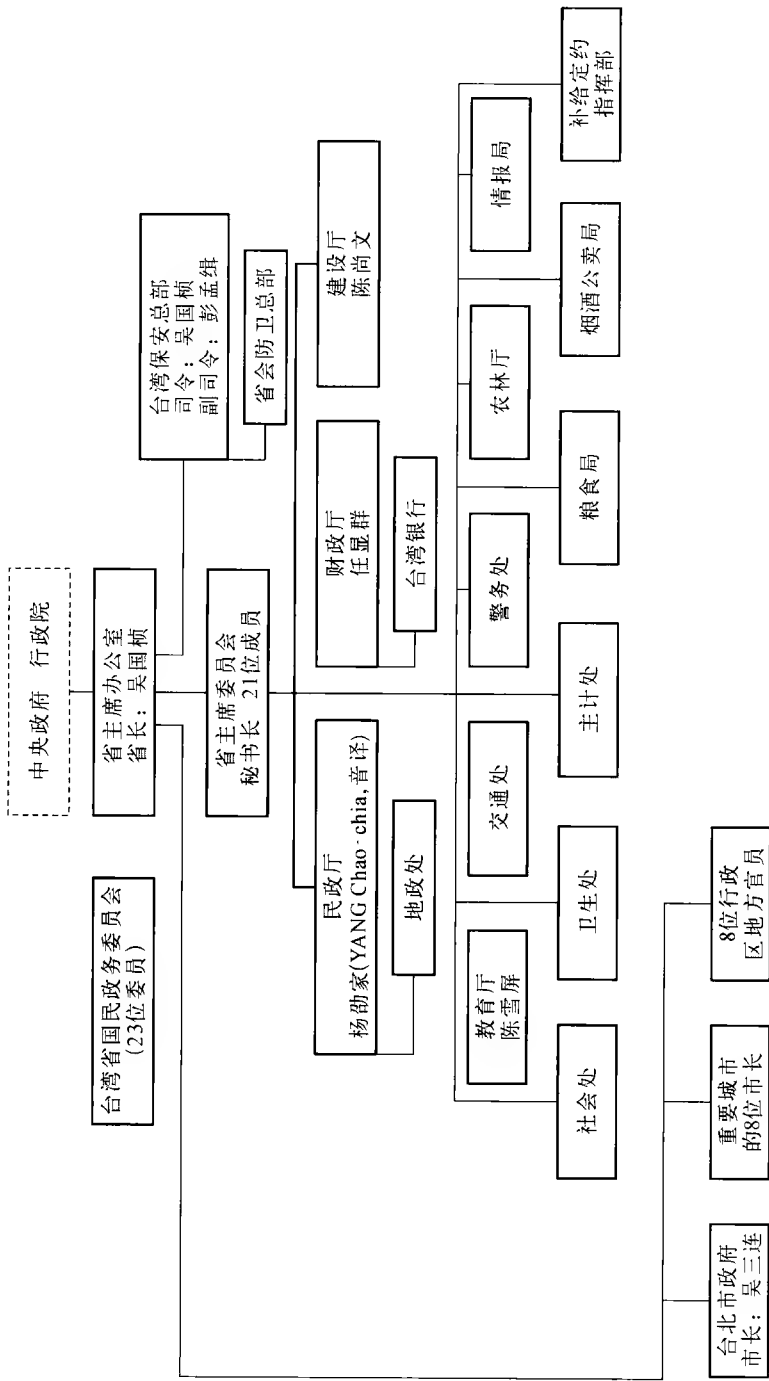 中央政府 行政院
台湾省国民政务委员会
(23位委员)
省主席办公室
省长：吴国桢
台湾保安总部
司令：吴国桢
副司令：彭孟缉
省主席委员会
秘书长 21位成员
省会防卫总部
民政厅
杨劭家(YANG Chao-chia,音译)
财政厅
任显群
建设厅
陈尚文
地政处
台湾银行
教育厅
陈雪屏
交通处
警务处
农林厅
情报局
社会处
卫生处
主计处
粮食局
烟酒公卖局
补给定约
指挥部
台北市政府
市长：吴三连
重要城市
的8位市长
8位行政
区地方官员